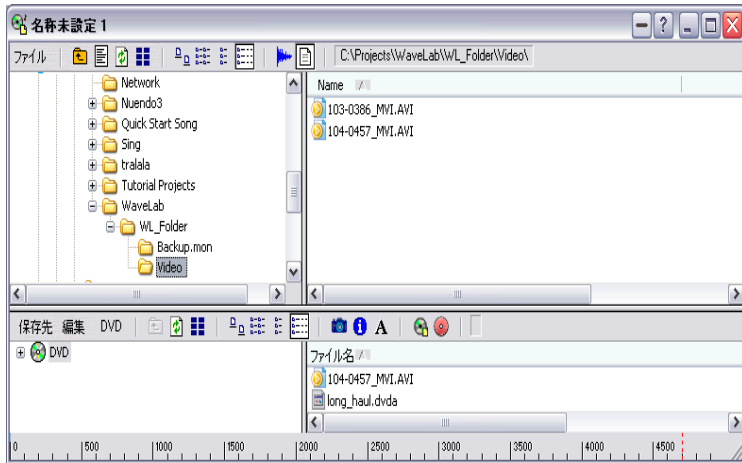 名称未設定 1
ファイル C:\Projects\WaveLab\WL_Folder\Video\
Network
Nuendo3
Quick Start Song
Sing
tralala
Tutorial Projects
WaveLab
WL_Folder
Backup.mon
Video
Name
103-0386_MVI.AVI
104-0457_MVI.AVI
保存先 編集 DVD A
DVD
ファイル名
104-0457_MVI.AVI
long_haul.dvda
0 500 1000 1500 2000 2500 3000 3500 4000 4500